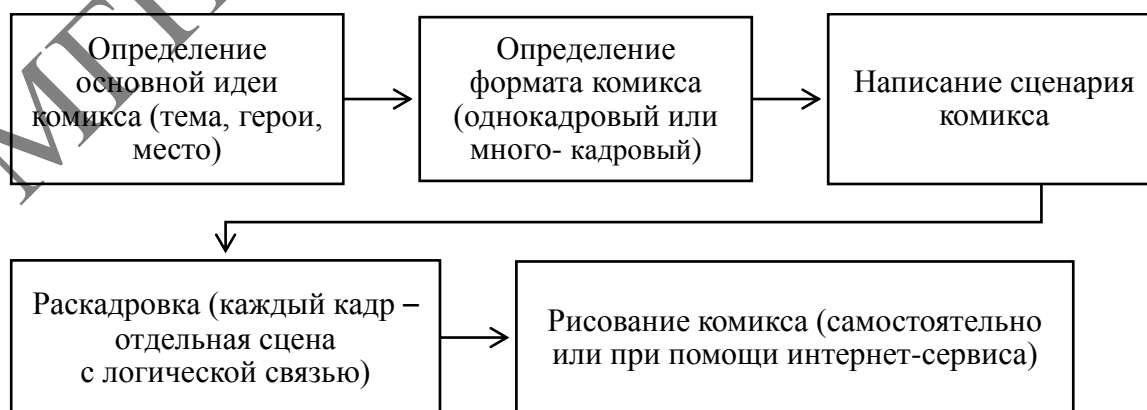 Определение
основной идеи
комикса (тема, герои,
место)
Определение
формата комикса
(однокадровый или
много- кадровый)
Написание сценария
комикса
Раскадровка (каждый кадр –
отдельная сцена
с логической связью)
Рисование комикса (самостоятельно
или при помощи интернет-сервиса)